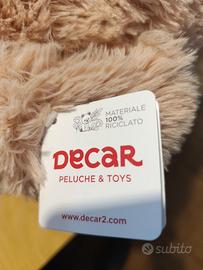 MATERIALE
100%
RICICLATO
DECAR
PELUCHE & TOYS
www.decar2.com
subito